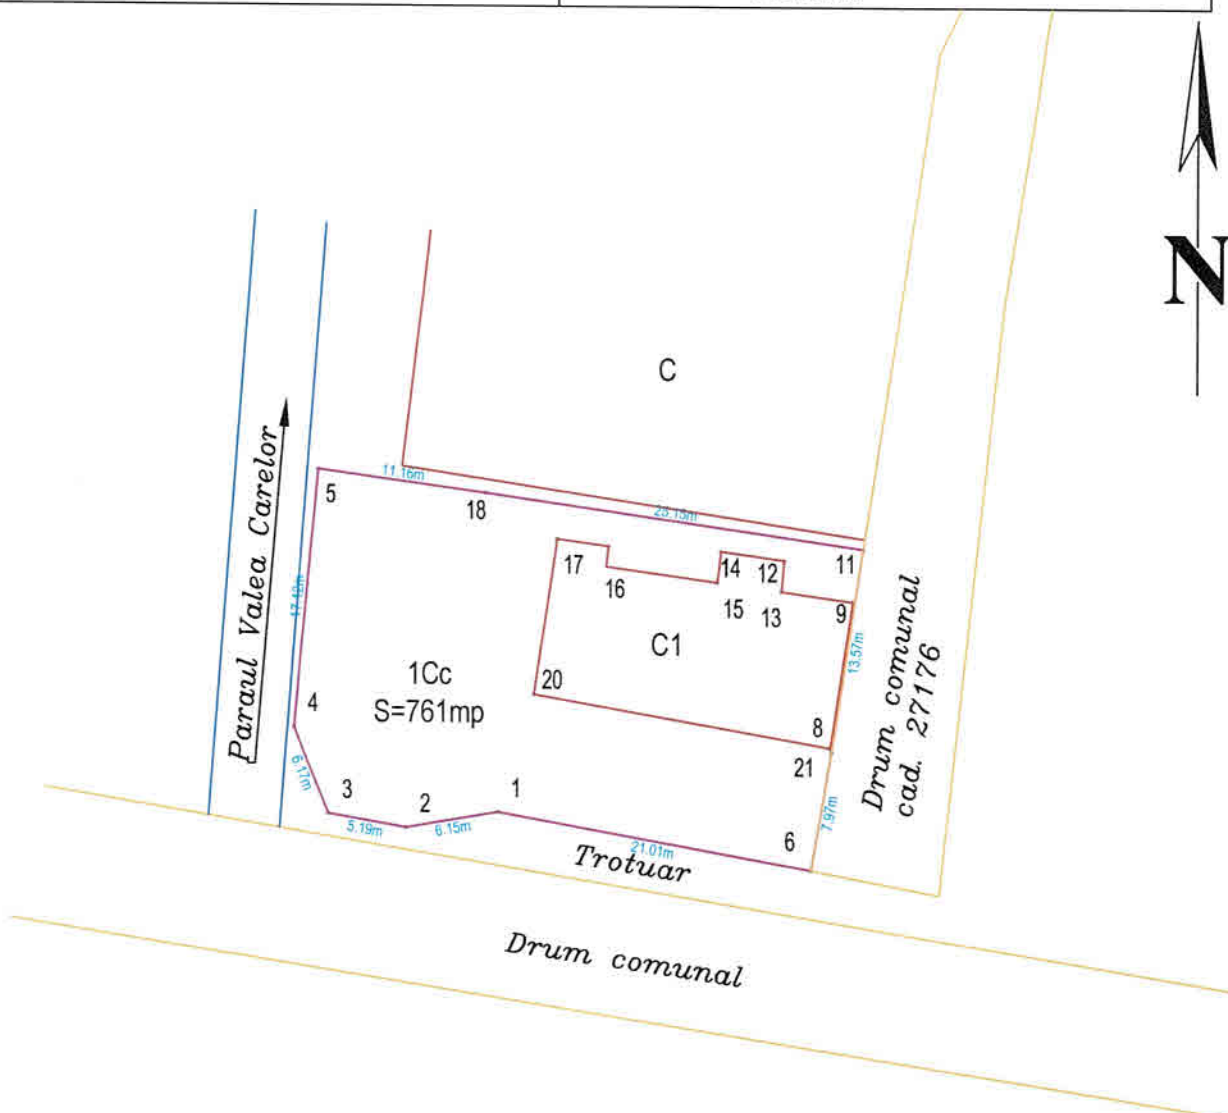 N
C
11.16m
5
18
25.15m
17
16
14
12
11
15
13
9
C1
17.12m
Paraul Valea Carelor
1Cc
S=761mp
20
13.57m
Drum comunal
cad. 27176
4
8
21
6.17m
3
2
1
5.19m
6.15m
21.01m
6
7.97m
Trotuar
Drum comunal